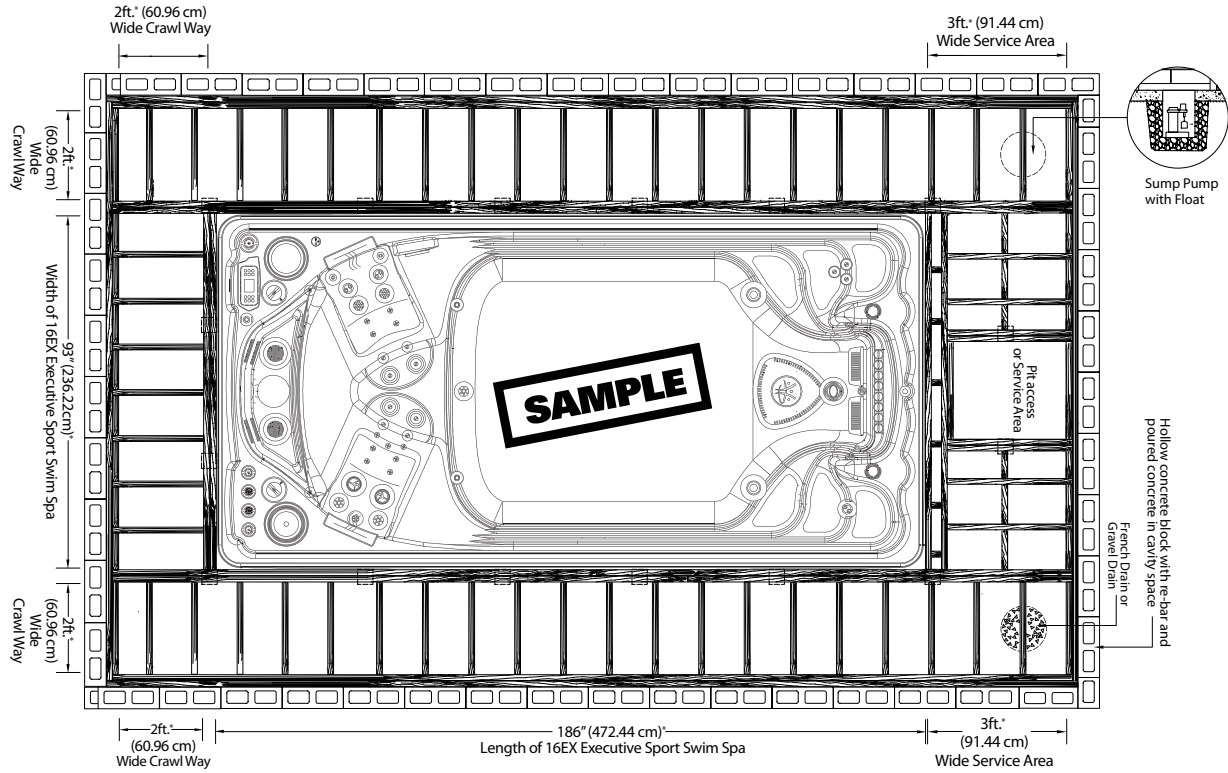 2ft.* (60.96 cm)
Wide Crawl Way
3ft.* (91.44 cm)
Wide Service Area
Sump Pump
with Float
2ft.*
(60.96 cm)
Wide
Crawl Way
93” (236.22cm)*
Width of 16EX Executive Sport Swim Spa
2ft.*
(60.96 cm)
Wide
Crawl Way
SAMPLE
Pit access
or Service Area
Hollow concrete block with re-bar and
poured concrete in cavity space
French Drain or
Gravel Drain
2ft.*
(60.96 cm)
Wide Crawl Way
186” (472.44 cm)*
Length of 16EX Executive Sport Swim Spa
3ft.*
(91.44 cm)
Wide Service Area